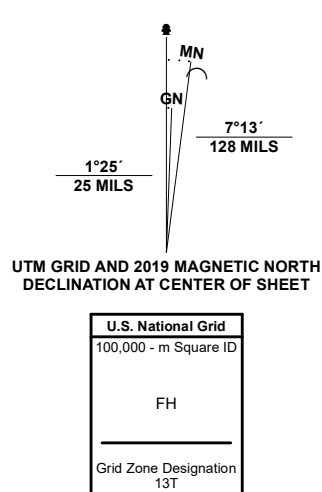 MN
GN
7°13´
128 MILS
1°25´
25 MILS
UTM GRID AND 2019 MAGNETIC NORTH
DECLINATION AT CENTER OF SHEET
U.S. National Grid
100,000 - m Square ID
FH
Grid Zone Designation
13T